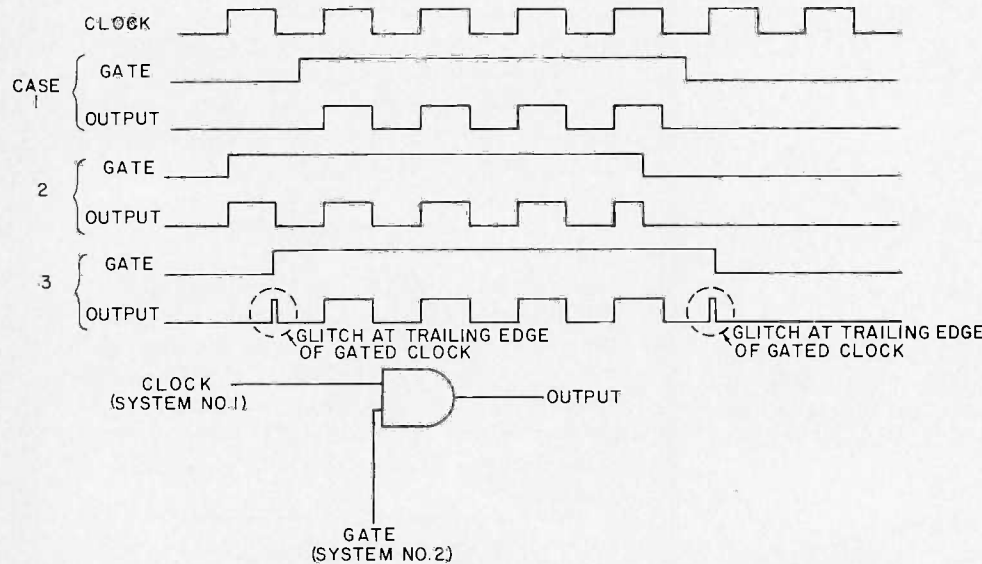 CLOCK
CASE
1
GATE
OUTPUT
2
GATE
OUTPUT
3
GATE
OUTPUT
GLITCH AT TRAILING EDGE
OF GATED CLOCK
GLITCH AT TRAILING EDGE
OF GATED CLOCK
CLOCK
(SYSTEM NO.1)
OUTPUT
GATE
(SYSTEM NO.2)